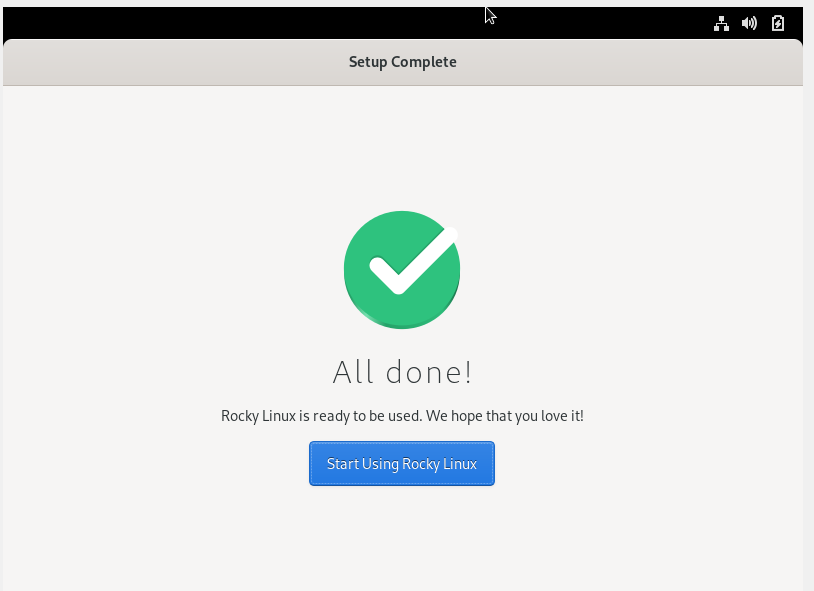 Setup Complete
All done!
Rocky Linux is ready to be used. We hope that you love it!
Start Using Rocky Linux